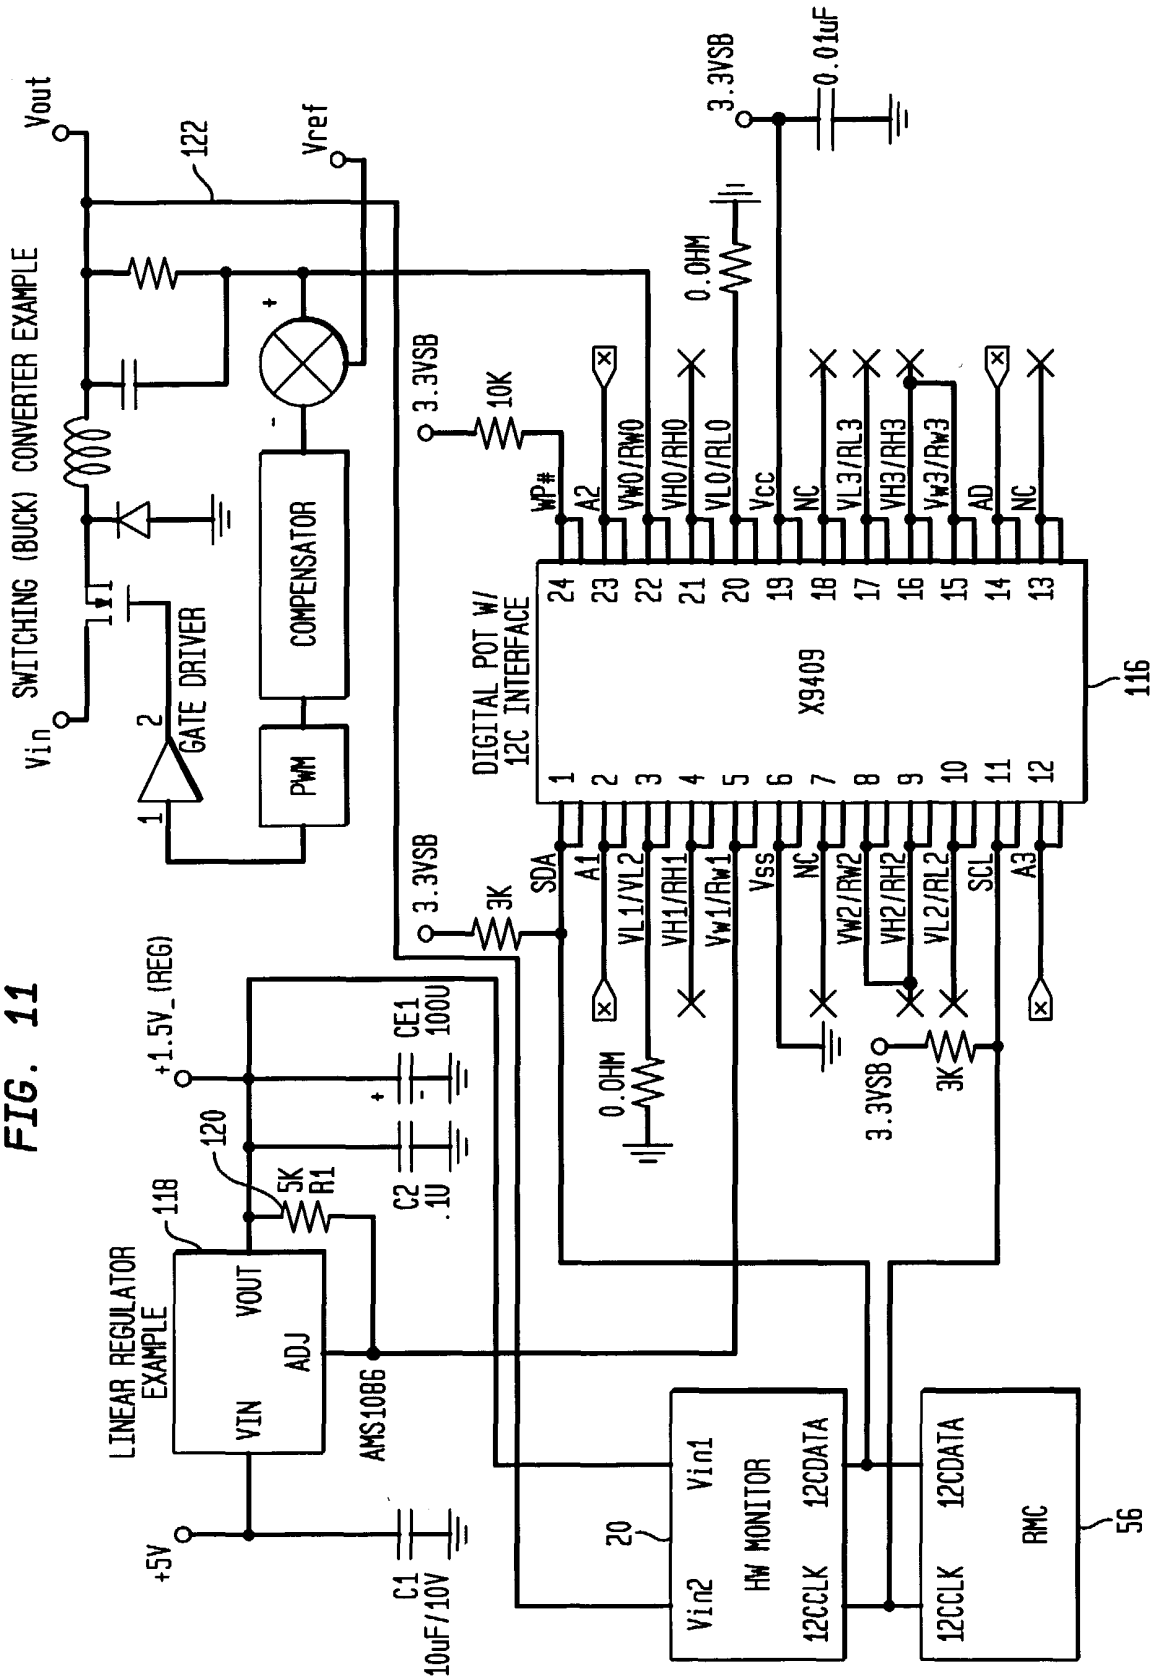 FIG. 11
LINEAR REGULATOR
EXAMPLE
118
+5V
VIN
VOUT
ADJ
AMS1086
C1
10uF/10V
120
5K
R1
+1.5V_(REG)
C2
.1U
+
-
CE1
100U
SWITCHING (BUCK) CONVERTER EXAMPLE
Vin
Vout
1
2
GATE DRIVER
PWM
COMPENSATOR
-
+
Vref
122
20
Vin2
Vin1
HW MONITOR
12CCLK
12CDATA
12CCLK
12CDATA
RMC
56
3.3VSB
3K
3.3VSB
10K
0.0HM
3.3VSB
3K
0.0HM
3.3VSB
0.01uF
DIGITAL POT W/
12C INTERFACE
X9409
116
SDA
1
24
WP#
X
A1
2
23
A2
X
VL1/VL2
3
22
VW0/RW0
VH1/RH1
4
21
VH0/RH0
Vw1/Rw1
5
20
VL0/RL0
Vss
6
19
Vcc
NC
7
18
NC
VW2/RW2
8
17
VL3/RL3
VH2/RH2
9
16
VH3/RH3
VL2/RL2
10
15
Vw3/Rw3
SCL
11
14
AD
X
X
A3
12
13
NC